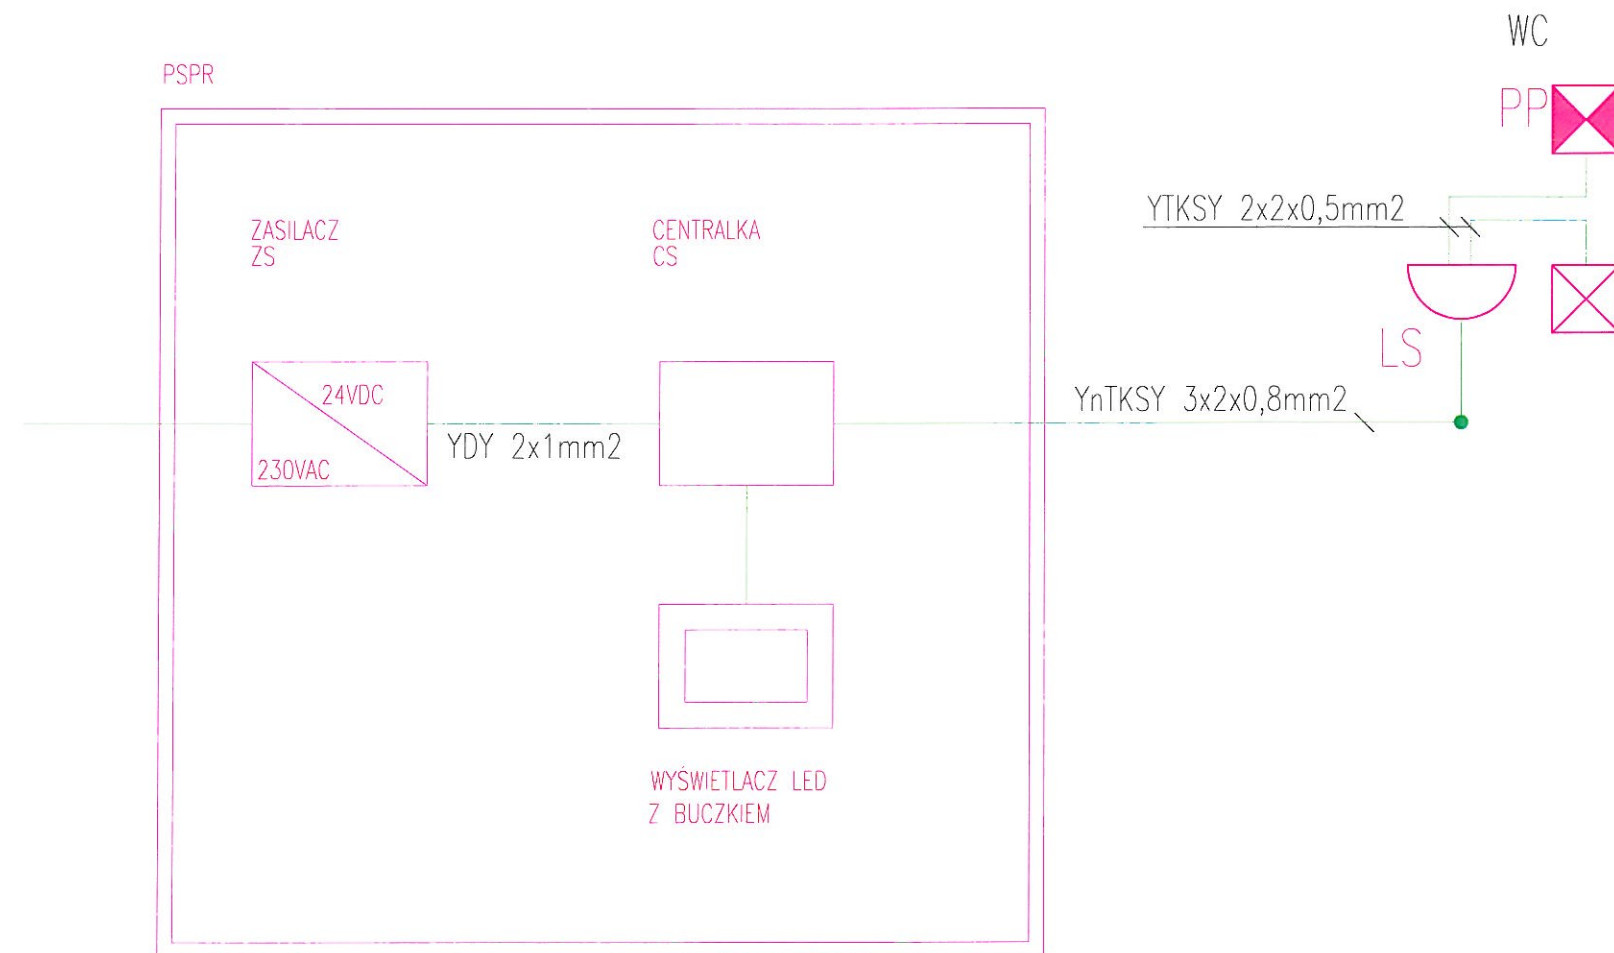 WC
PSPR
PP
YTKSY 2x2x0,5mm2
ZASILACZ
ZS
CENTRALKA
CS
LS
24VDC
230VAC
YDY 2x1mm2
YnTKSY 3x2x0,8mm2
WYŚWIETLACZ LED
Z BUCZKIEM